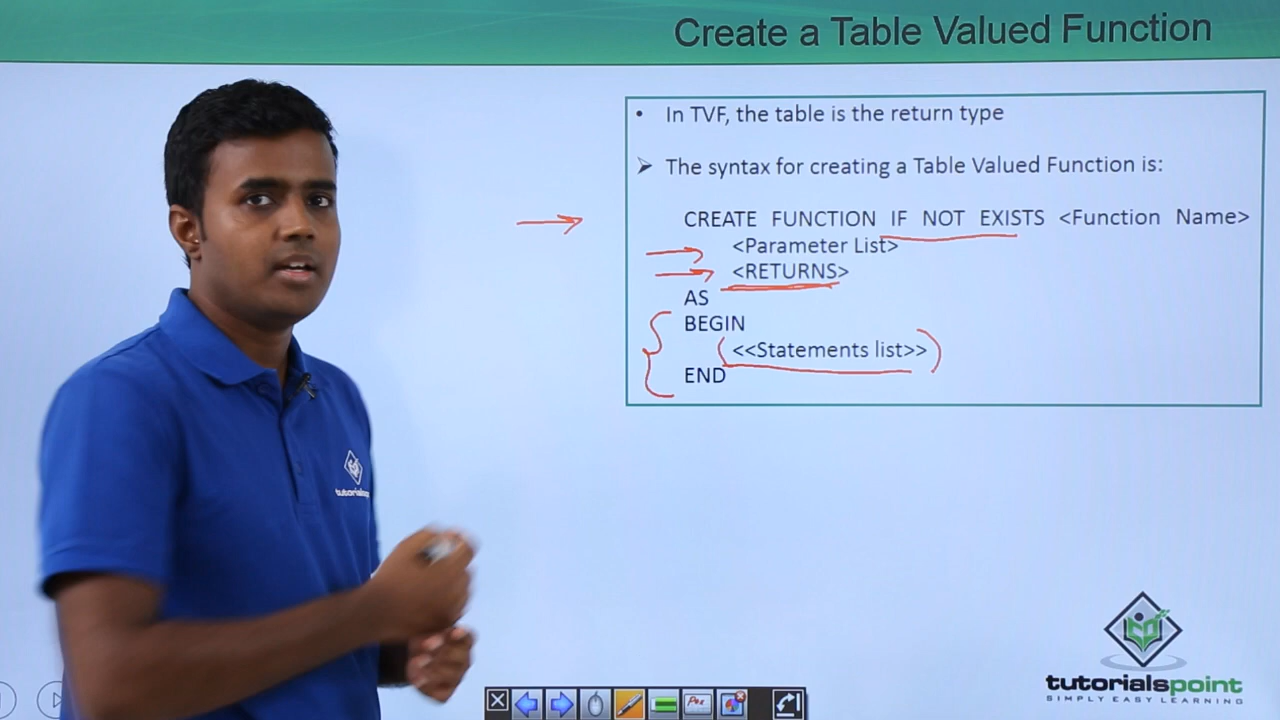 Create a Table Valued Function
• In TVF, the table is the return type
➢ The syntax for creating a Table Valued Function is:
CREATE FUNCTION IF NOT EXISTS <Function Name>
<Parameter List>
<RETURNS>
AS
BEGIN
<<Statements list>>
END
tutorialsp
tutorialspoint
SIMPLY EASY LEARNING